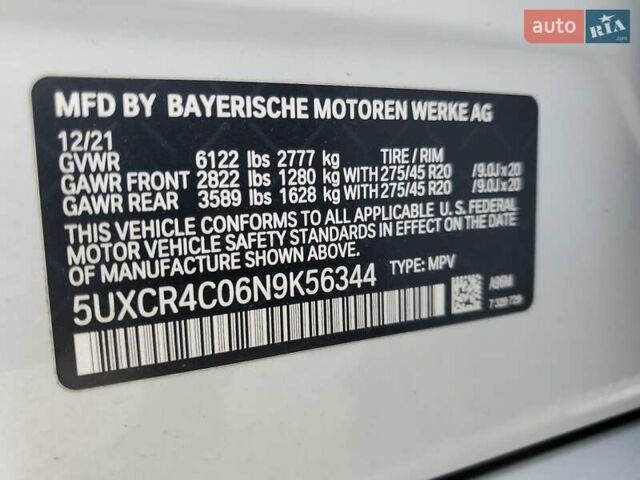 auto RIA.com
MFD BY BAYERISCHE MOTOREN WERKE AG
12/21
GVWR 6122 lbs 2777 kg TIRE / RIM
GAWR FRONT 2822 lbs 1280 kg WITH 275/45 R20 /9.0J x 20
GAWR REAR 3589 lbs 1628 kg WITH 275/45 R20 /9.0J x 20
THIS VEHICLE CONFORMS TO ALL APPLICABLE U. S. FEDERAL
MOTOR VEHICLE SAFETY STANDARDS IN EFFECT ON THE DATE
OF MANUFACTURE SHOWN ABOVE.
5UXCR4C06N9K56344 TYPE: MPV
A96M